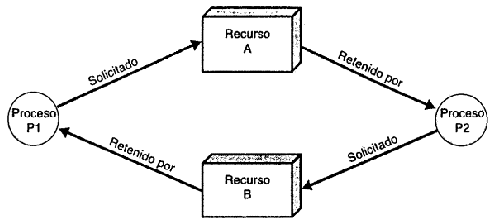 Recurso
A
Solicitado
Retenido por
Proceso
P1
Proceso
P2
Retenido por
Solicitado
Recurso
B